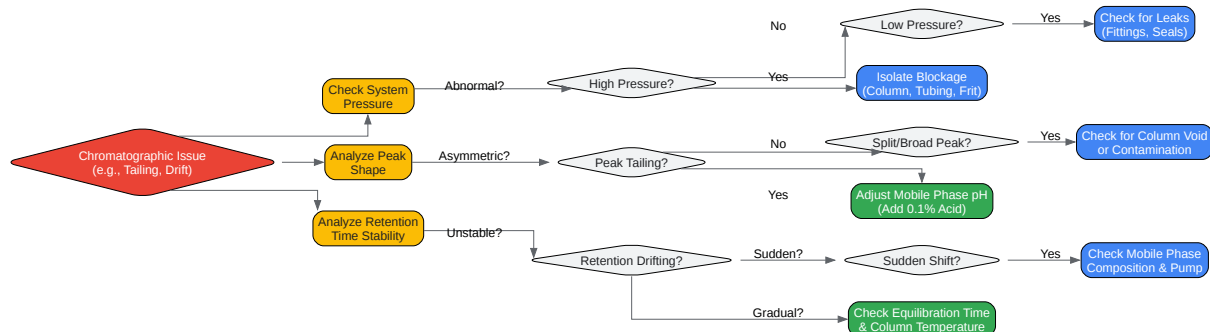 No
Low Pressure?
Yes
Check for Leaks
(Fittings, Seals)
Check System
Pressure
Abnormal?
High Pressure?
Yes
Isolate Blockage
(Column, Tubing, Frit)
Chromatographic Issue
(e.g., Tailing, Drift)
Analyze Peak
Shape
Asymmetric?
Peak Tailing?
No
Split/Broad Peak?
Yes
Check for Column Void
or Contamination
Yes
Adjust Mobile Phase pH
(Add 0.1% Acid)
Analyze Retention
Time Stability
Unstable?
Retention Drifting?
Sudden?
Sudden Shift?
Yes
Check Mobile Phase
Composition & Pump
Gradual?
Check Equilibration Time
& Column Temperature